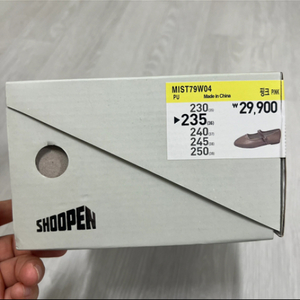 MIST79W04
PU Made in China
핑크 PINK
₩29,900
230
▶235
240
245
250
SHOOPEN